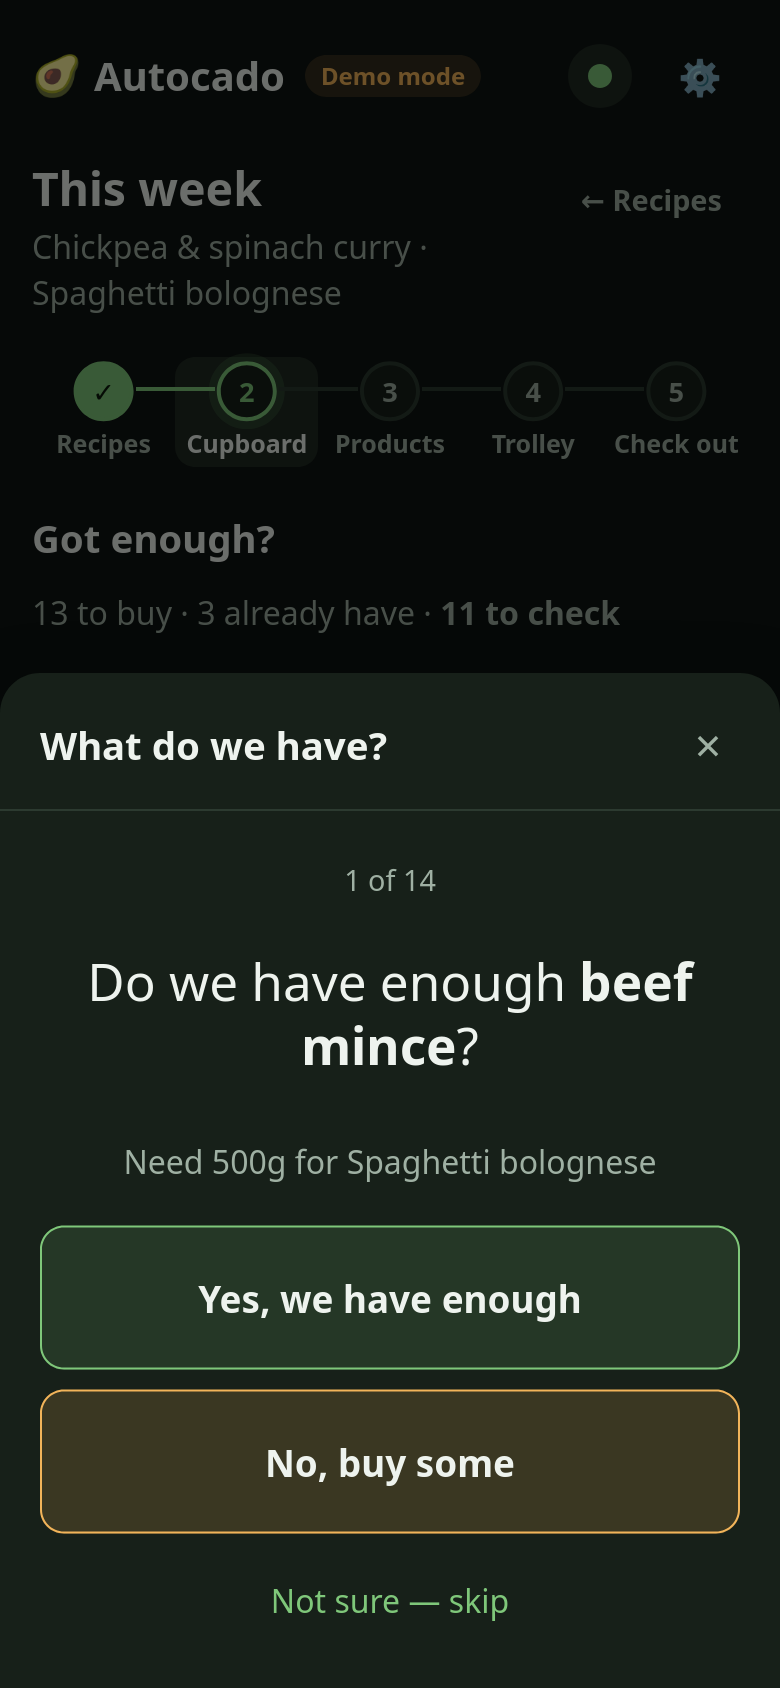 Autocado
Demo mode
This week
← Recipes
Chickpea & spinach curry ·
Spaghetti bolognese
✓ 2 3 4 5
Recipes Cupboard Products Trolley Check out
Got enough?
13 to buy · 3 already have · 11 to check
What do we have?
✕
1 of 14
Do we have enough beef
mince?
Need 500g for Spaghetti bolognese
Yes, we have enough
No, buy some
Not sure — skip